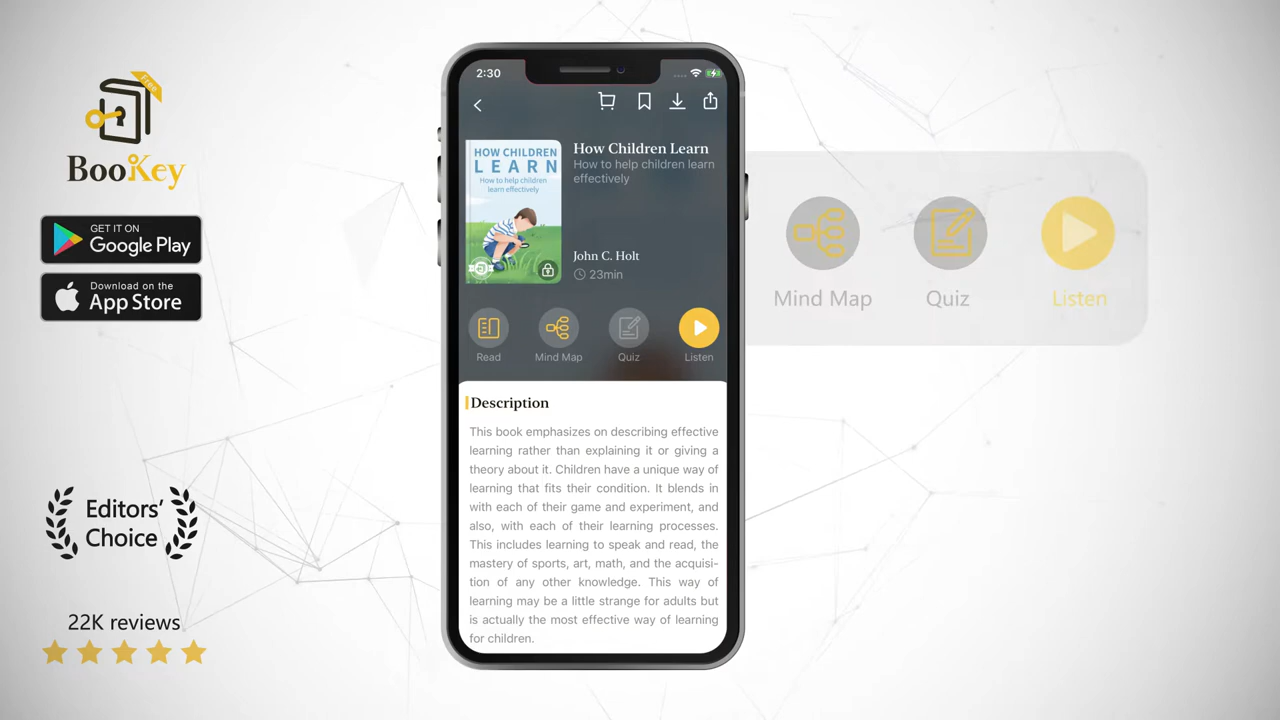 Free
BooKey
GET IT ON
Google Play
Download on the
App Store
Editors'
Choice
22K reviews
2:30
HOW CHILDREN
LEARN
How to help children
learn effectively
How Children Learn
How to help children learn
effectively
John C. Holt
23min
Read
Mind Map
Quiz
Listen
Description
This book emphasizes on describing effective
learning rather than explaining it or giving a
theory about it. Children have a unique way of
learning that fits their condition. It blends in
with each of their game and experiment, and
also, with each of their learning processes.
This includes learning to speak and read, the
mastery of sports, art, math, and the acquisi-
tion of any other knowledge. This way of
learning may be a little strange for adults but
is actually the most effective way of learning
for children.
Mind Map
Quiz
Listen